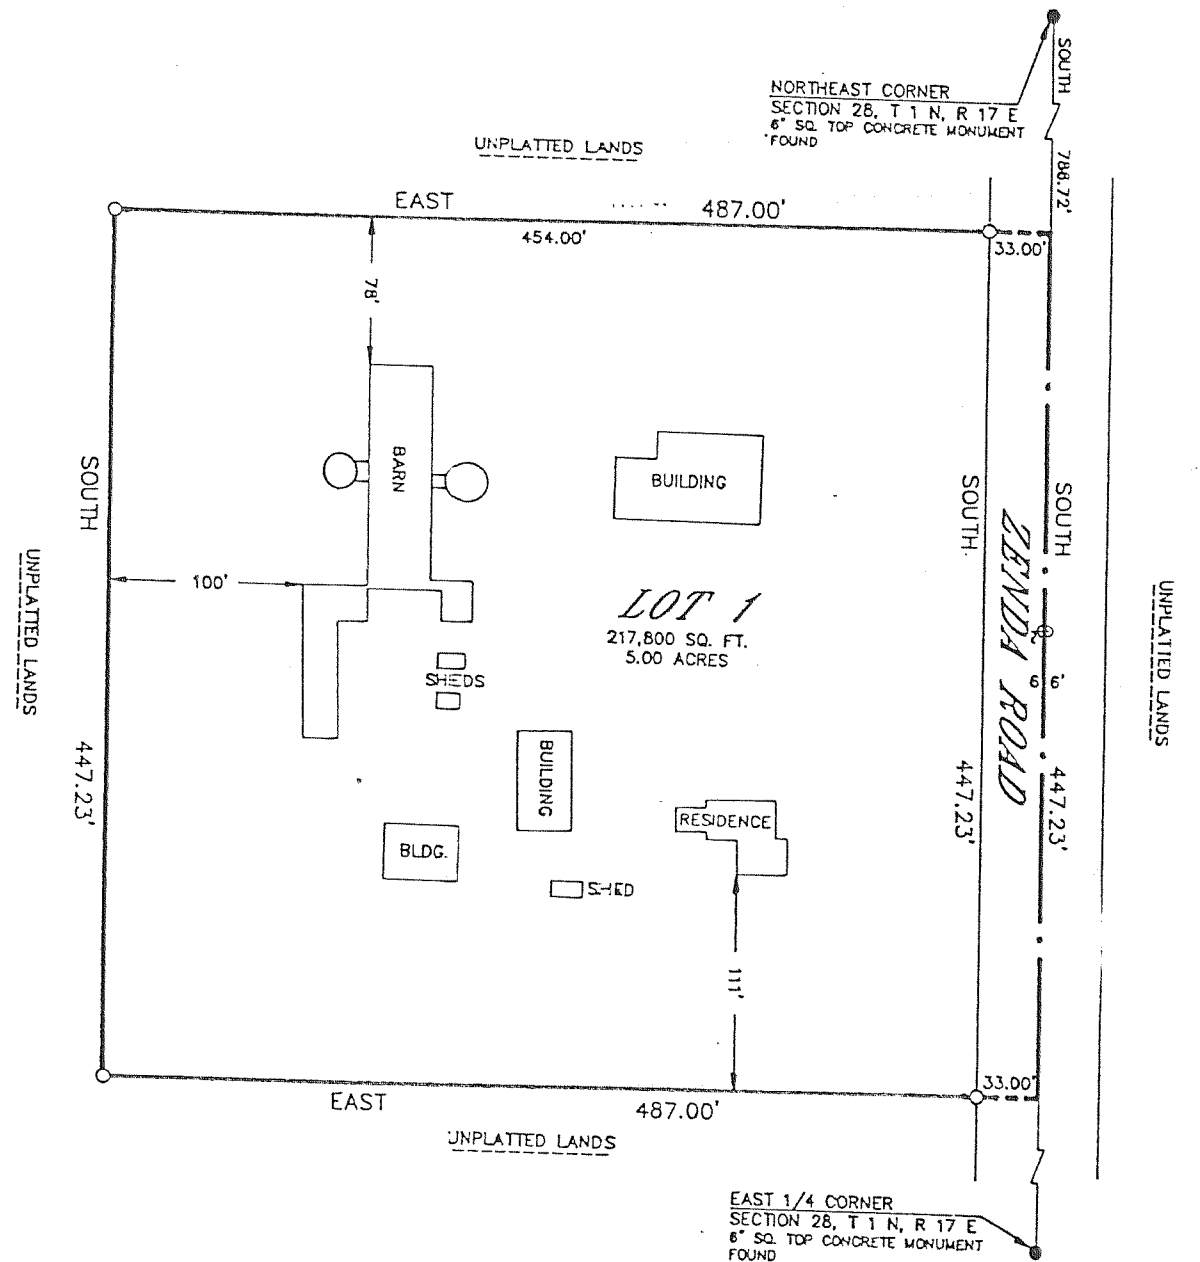 SOUTH
786.72'
NORTHEAST CORNER
SECTION 28, T 1 N, R 17 E
6" SQ. TOP CONCRETE MONUMENT
FOUND
UNPLATTED LANDS
EAST
487.00'
454.00'
33.00'
78'
BARN
BUILDING
SOUTH
447.23'
UNPLATTED LANDS
100'
LOT 1
217,800 SQ. FT.
5.00 ACRES
SHEDS
BUILDING
BLDG.
SHED
RESIDENCE
111'
SOUTH
447.23'
ZENDA ROAD
SOUTH
66'
447.23'
UNPLATTED LANDS
33.00'
EAST
487.00'
UNPLATTED LANDS
EAST 1/4 CORNER
SECTION 28, T 1 N, R 17 E
6" SQ. TOP CONCRETE MONUMENT
FOUND